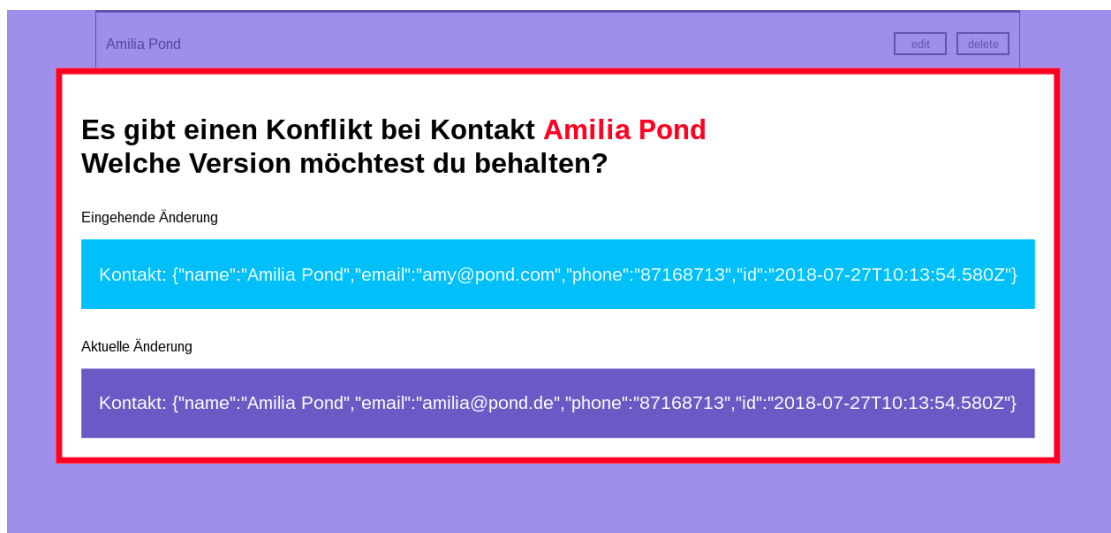 Amilia Pond
edit
delete
Es gibt einen Konflikt bei Kontakt Amilia Pond
Welche Version möchtest du behalten?
Eingehende Änderung
Kontakt: {"name":"Amilia Pond","email":"amy@pond.com","phone":"87168713","id":"2018-07-27T10:13:54.580Z"}
Aktuelle Änderung
Kontakt: {"name":"Amilia Pond","email":"amilia@pond.de","phone":"87168713","id":"2018-07-27T10:13:54.580Z"}